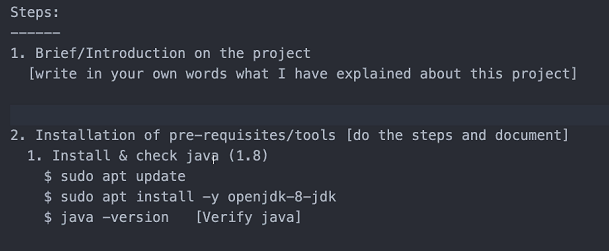 Steps:
------
1. Brief/Introduction on the project
[write in your own words what I have explained about this project]
2. Installation of pre-requisites/tools [do the steps and document]
1. Install & check java (1.8)
$ sudo apt update
$ sudo apt install -y openjdk-8-jdk
$ java -version   [Verify java]